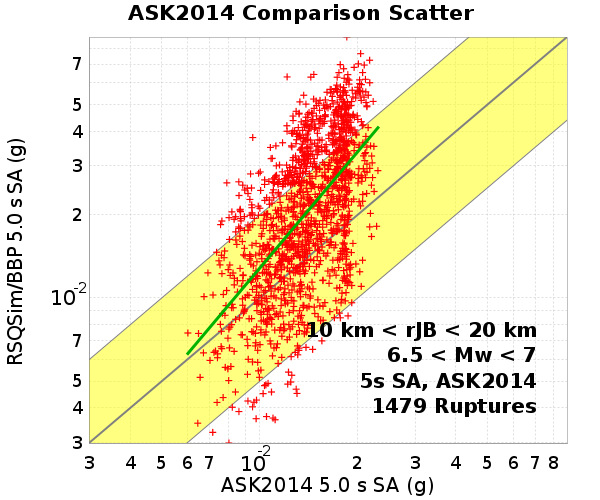 ASK2014 Comparison Scatter
RSQSim/BBP 5.0 s SA (g)
7
5
4
3
2
10-2
7
5
4
3
10 km < rJB < 20 km
6.5 < Mw < 7
5s SA, ASK2014
1479 Ruptures
3 4 5 6 7 10-2 2 3 4 5 6 7 8
ASK2014 5.0 s SA (g)